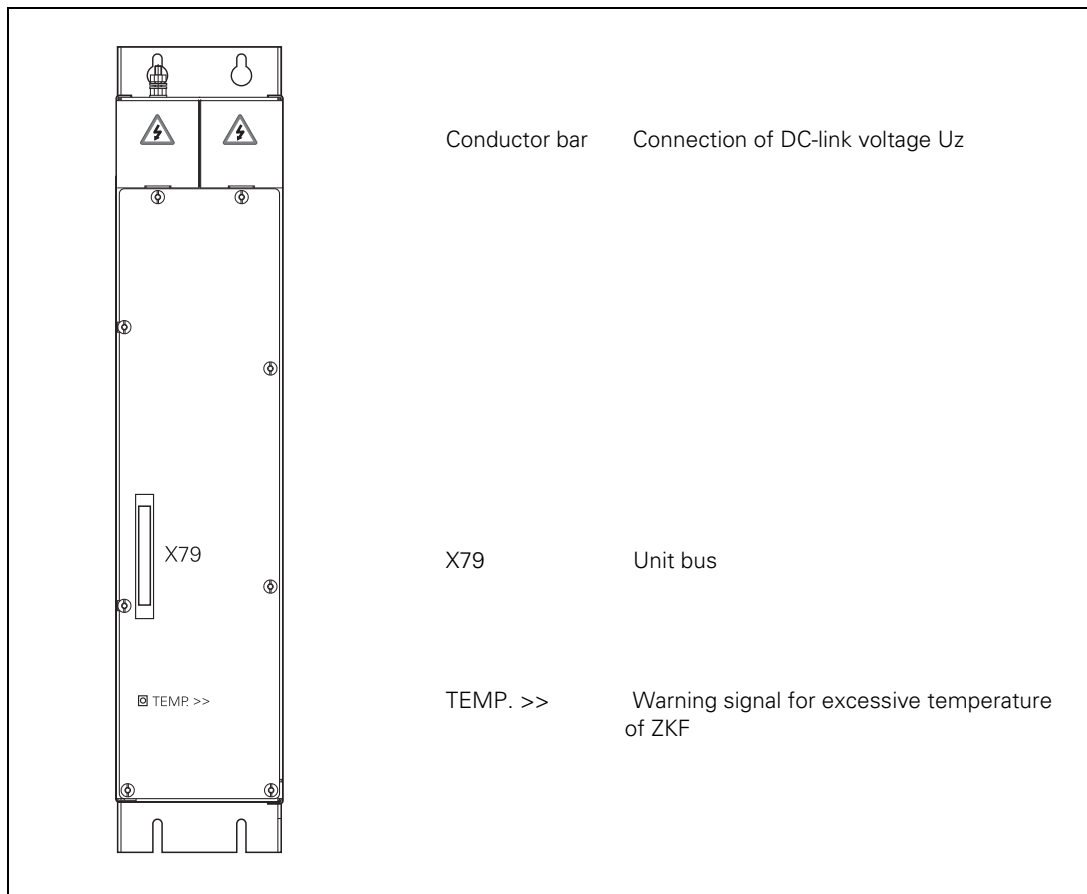 Conductor bar Connection of DC-link voltage Uz
X79 X79 Unit bus
TEMP. >> TEMP. >> Warning signal for excessive temperature
of ZKF